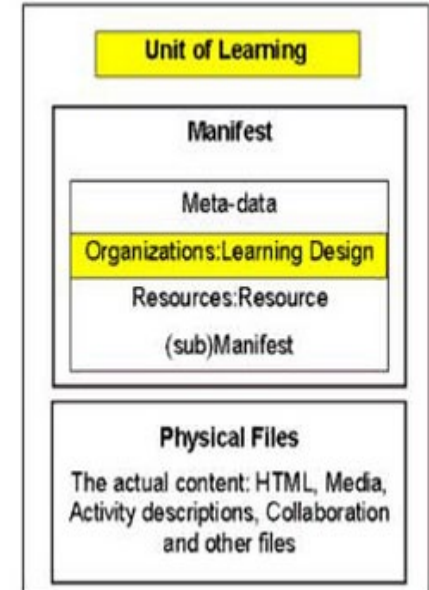 Unit of Learning
Manifest
Meta-data
Organizations:Learning Design
Resources:Resource
(sub)Manifest
Physical Files
The actual content: HTML, Media,
Activity descriptions, Collaboration
and other files